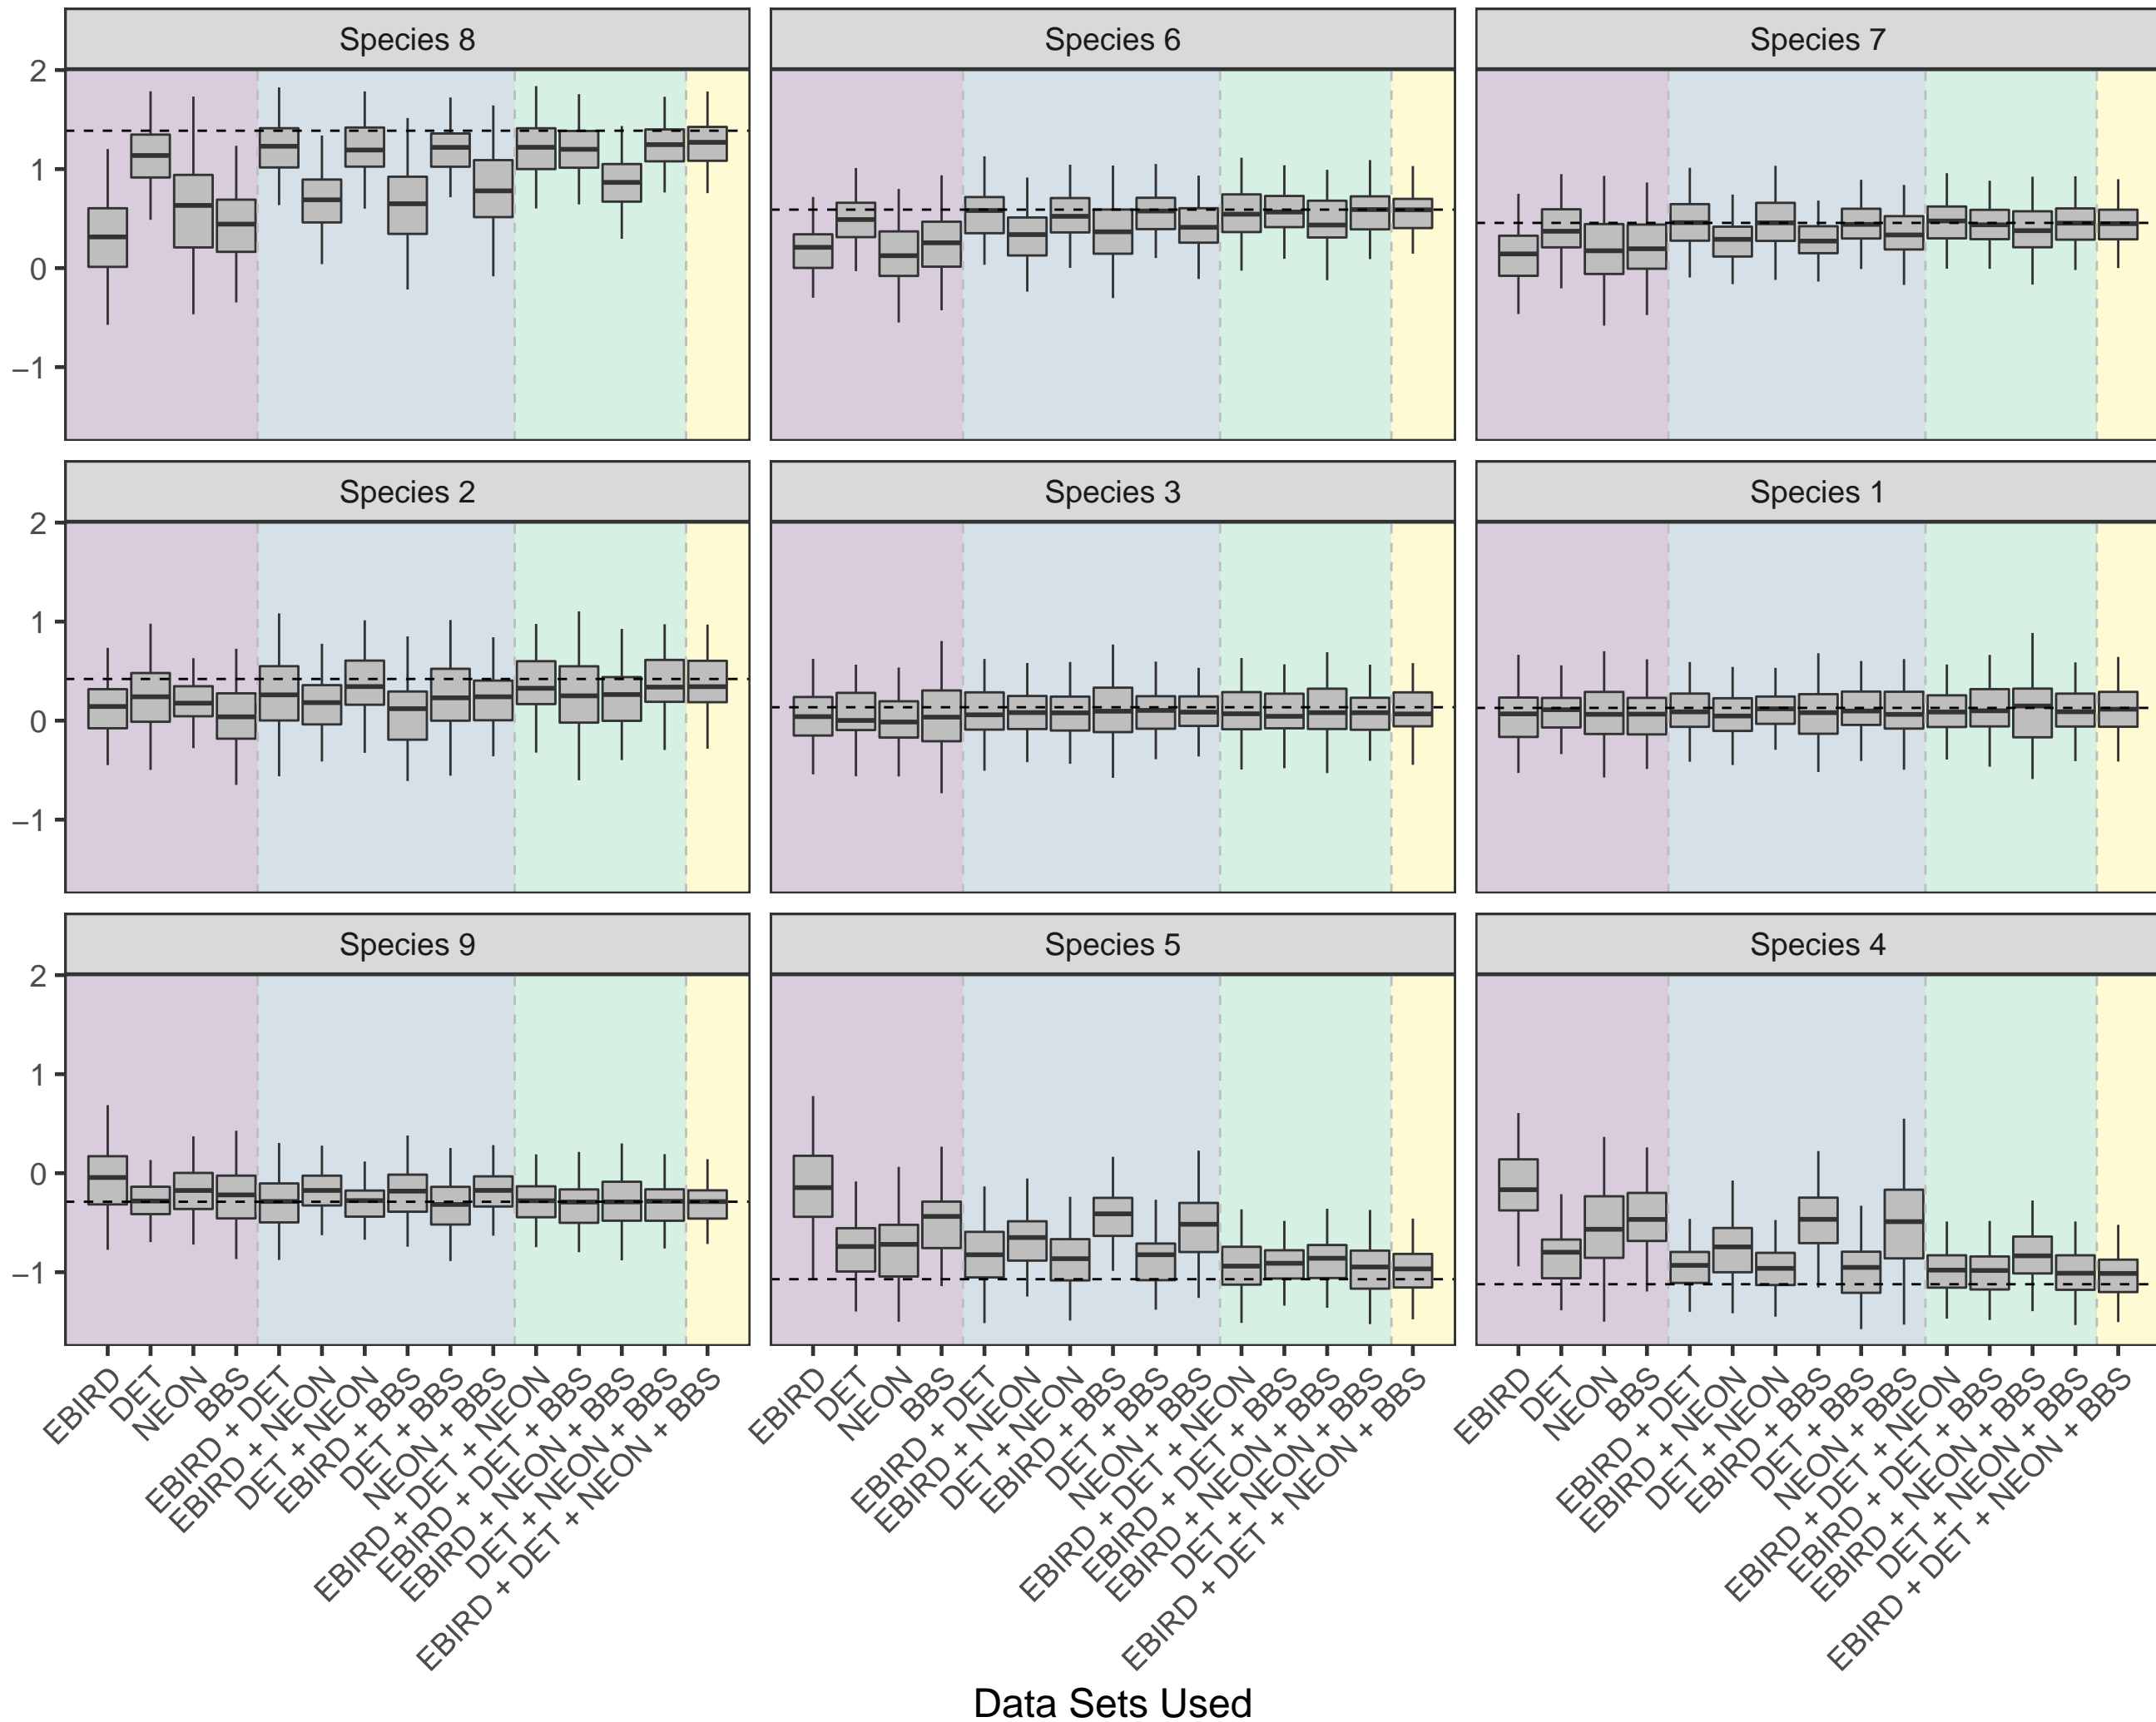 Species 8
Species 6
Species 7
2
1
0
−1
Species 2
Species 3
Species 1
2
1
0
−1
Species 9
Species 5
Species 4
2
1
0
−1
EBIRD
DET
NEON
BBS
EBIRD + DET
EBIRD + NEON
DET + NEON
EBIRD + BBS
DET + BBS
NEON + BBS
EBIRD + DET + NEON
EBIRD + DET + BBS
EBIRD + NEON + BBS
DET + NEON + BBS
EBIRD + DET + NEON + BBS
EBIRD
DET
NEON
BBS
EBIRD + DET
EBIRD + NEON
DET + NEON
EBIRD + BBS
DET + BBS
NEON + BBS
EBIRD + DET + NEON
EBIRD + DET + BBS
EBIRD + NEON + BBS
DET + NEON + BBS
EBIRD + DET + NEON + BBS
EBIRD
DET
NEON
BBS
EBIRD + DET
EBIRD + NEON
DET + NEON
EBIRD + BBS
DET + BBS
NEON + BBS
EBIRD + DET + NEON
EBIRD + DET + BBS
EBIRD + NEON + BBS
DET + NEON + BBS
EBIRD + DET + NEON + BBS
Data Sets Used